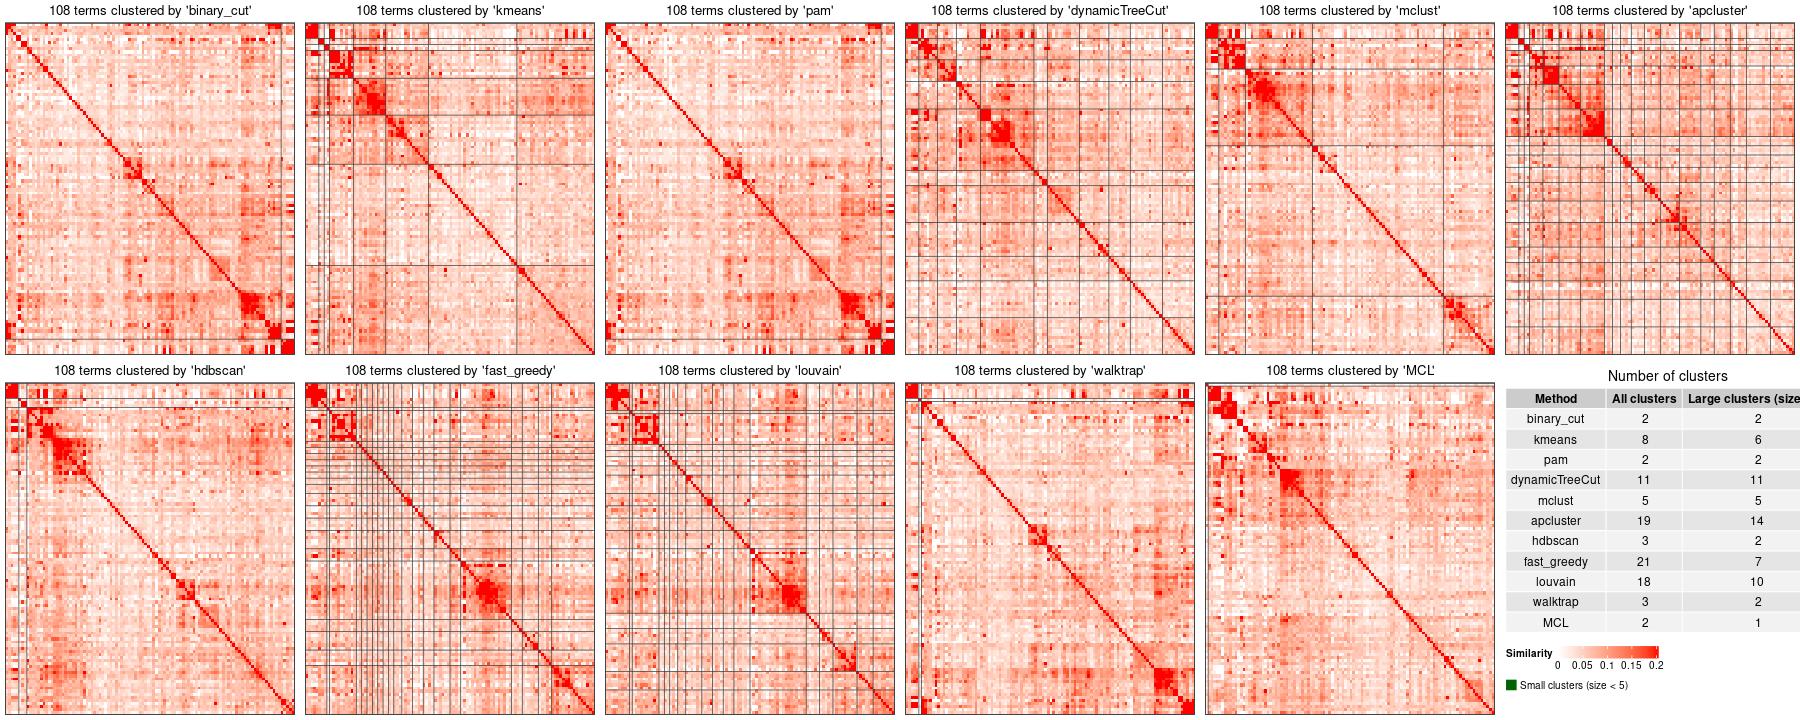 108 terms clustered by 'binary_cut'
108 terms clustered by 'kmeans'
108 terms clustered by 'pam'
108 terms clustered by 'dynamicTreeCut'
108 terms clustered by 'mclust'
108 terms clustered by 'apcluster'
108 terms clustered by 'hdbscan'
108 terms clustered by 'fast_greedy'
108 terms clustered by 'louvain'
108 terms clustered by 'walktrap'
108 terms clustered by 'MCL'
Number of clusters
Method All clusters Large clusters (size
binary_cut 2 2
kmeans 8 6
pam 2 2
dynamicTreeCut 11 11
mclust 5 5
apcluster 19 14
hdbscan 3 2
fast_greedy 21 7
louvain 18 10
walktrap 3 2
MCL 2 1
Similarity
0 0.05 0.1 0.15 0.2
Small clusters (size < 5)